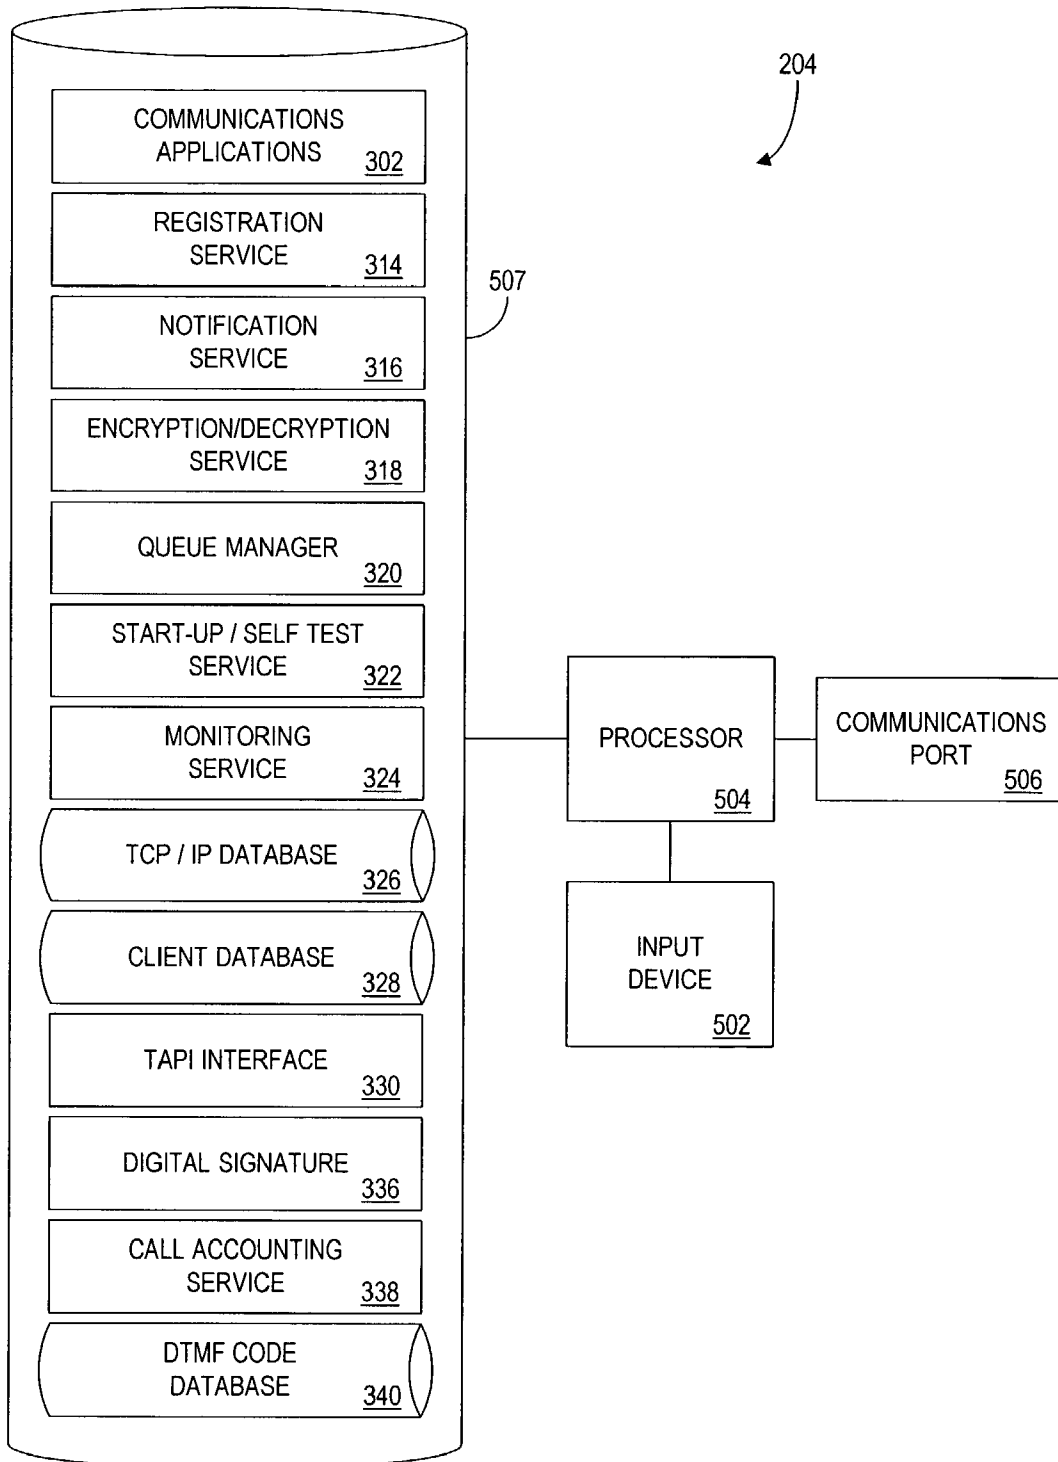 COMMUNICATIONS
APPLICATIONS
302
REGISTRATION
SERVICE
314
NOTIFICATION
SERVICE
316
ENCRYPTION/DECRYPTION
SERVICE
318
QUEUE MANAGER
320
START-UP / SELF TEST
SERVICE
322
MONITORING
SERVICE
324
TCP / IP DATABASE
326
CLIENT DATABASE
328
TAPI INTERFACE
330
DIGITAL SIGNATURE
336
CALL ACCOUNTING
SERVICE
338
DTMF CODE
DATABASE
340
204
507
PROCESSOR
504
COMMUNICATIONS
PORT
506
INPUT
DEVICE
502